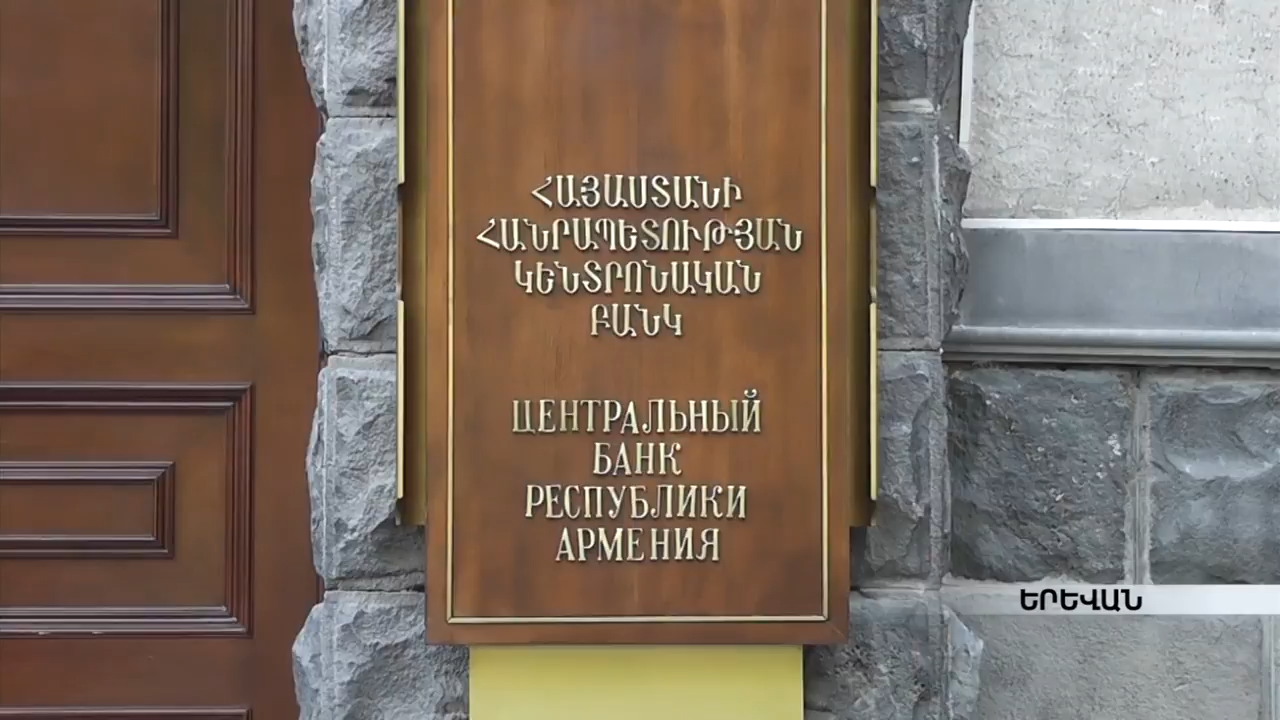 ՀԱՅԱՍՏԱՆԻ
ՀԱՆՐԱՊԵՏՈՒԹՅԱՆ
ԿԵՆՏՐՈՆԱԿԱՆ
ԲԱՆԿ
ЦЕНТРАЛЬНЫЙ
БАНК
РЕСПУБЛИКИ
АРМЕНИЯ
ԵՐԵՎԱՆ